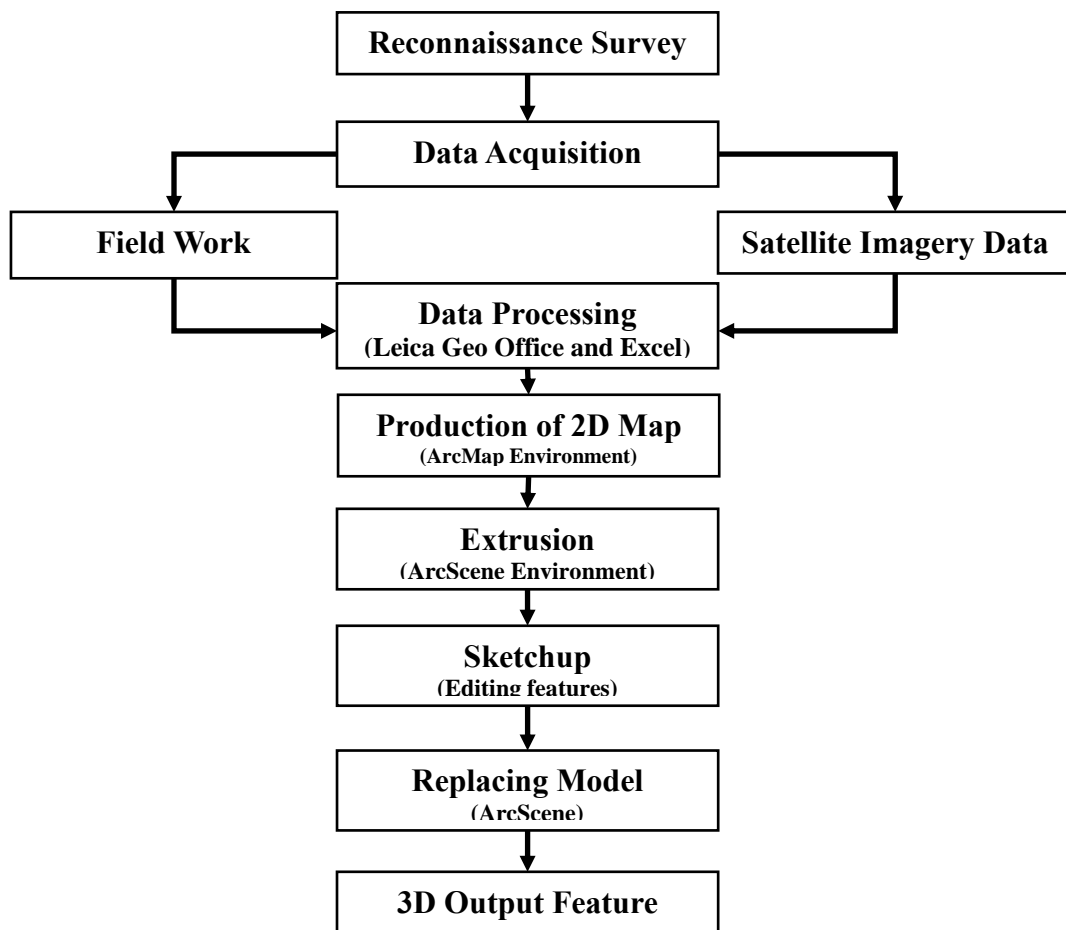 Reconnaissance Survey
Data Acquisition
Field Work
Satellite Imagery Data
Data Processing
(Leica Geo Office and Excel)
Production of 2D Map
(ArcMap Environment)
Extrusion
(ArcScene Environment)
Sketchup
(Editing features)
Replacing Model
(ArcScene)
3D Output Feature